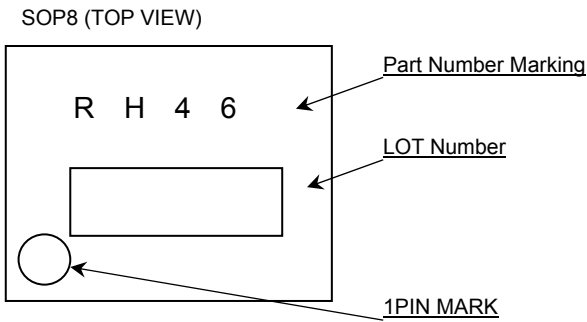 SOP8 (TOP VIEW)
Part Number Marking
R H 4 6
LOT Number
1PIN MARK